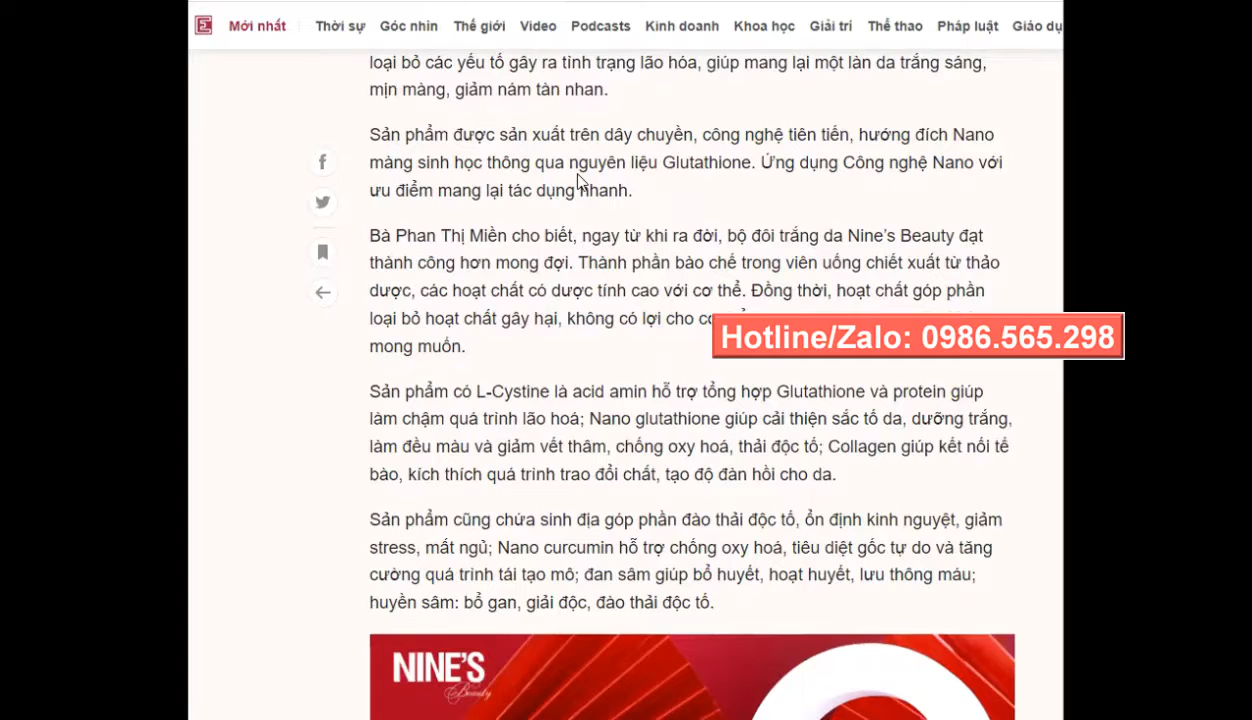 Mới nhất Thời sự Góc nhìn Thế giới Video Podcasts Kinh doanh Khoa học Giải trí Thể thao Pháp luật Giáo dụ
loại bỏ các yếu tố gây ra tình trạng lão hóa, giúp mang lại một làn da trắng sáng,
mịn màng, giảm nám tàn nhan.
Sản phẩm được sản xuất trên dây chuyền, công nghệ tiên tiến, hướng đích Nano
màng sinh học thông qua nguyên liệu Glutathione. Ứng dụng Công nghệ Nano với
ưu điểm mang lại tác dụng nhanh.
Bà Phan Thị Miền cho biết, ngay từ khi ra đời, bộ đôi trắng da Nine's Beauty đạt
thành công hơn mong đợi. Thành phần bào chế trong viên uống chiết xuất từ thảo
dược, các hoạt chất có dược tính cao với cơ thể. Đồng thời, hoạt chất góp phần
loại bỏ hoạt chất gây hại, không có lợi cho
Hotline/Zalo: 0986.565.298
mong muốn.
Sản phẩm có L-Cystine là acid amin hỗ trợ tổng hợp Glutathione và protein giúp
làm chậm quá trình lão hoá; Nano glutathione giúp cải thiện sắc tố da, dưỡng trắng,
làm đều màu và giảm vết thâm, chống oxy hoá, thải độc tố; Collagen giúp kết nối tế
bào, kích thích quá trình trao đổi chất, tạo độ đàn hồi cho da.
Sản phẩm cũng chứa sinh địa góp phần đào thải độc tố, ổn định kinh nguyệt, giảm
stress, mất ngủ; Nano curcumin hỗ trợ chống oxy hoá, tiêu diệt gốc tự do và tăng
cường quá trình tái tạo mô; đan sâm giúp bổ huyết, hoạt huyết, lưu thông máu;
huyền sâm: bổ gan, giải độc, đào thải độc tố.
NINE'S
Beauty